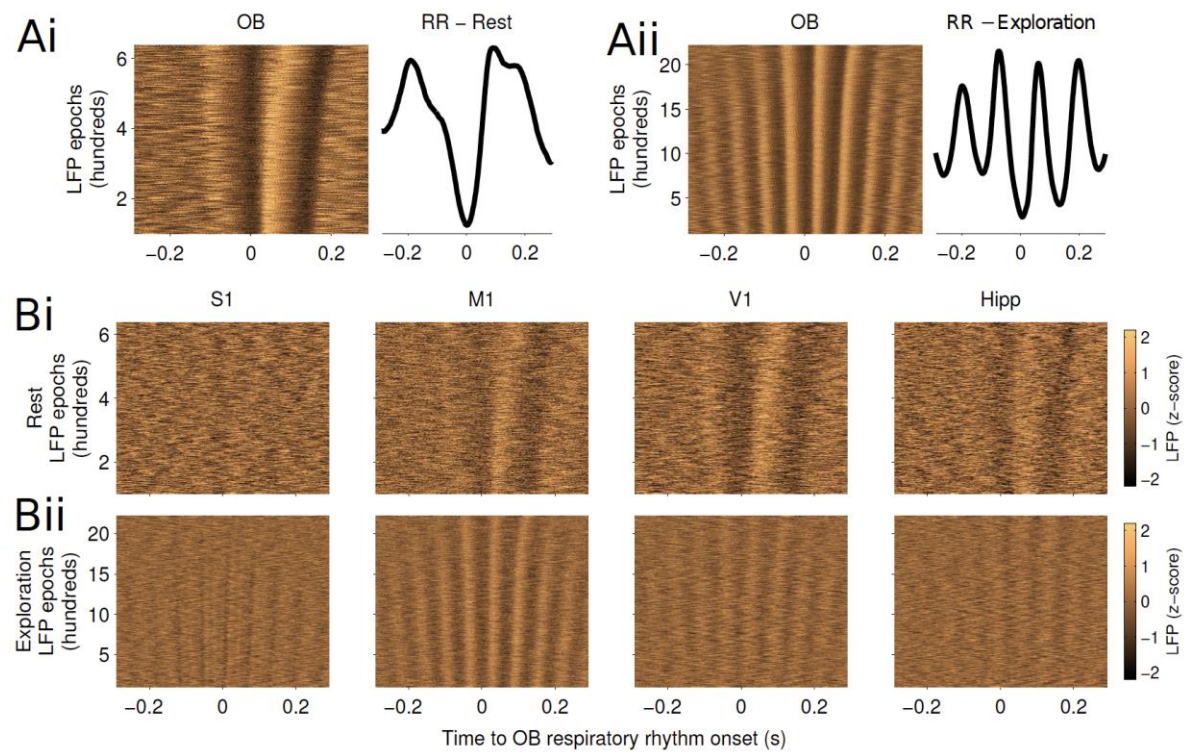 Ai
OB
RR – Rest
Aii
OB
RR –Exploration
LFP epochs
(hundreds)
6
4
2
−0.2 0 0.2
−0.2 0 0.2
LFP epochs
(hundreds)
20
15
10
5
−0.2 0 0.2
−0.2 0 0.2
Bi
S1
M1
V1
Hipp
Rest
LFP epochs
(hundreds)
6
4
2
2
1
0
−1
−2
LFP (z−score)
Bii
Exploration
LFP epochs
(hundreds)
20
15
10
5
2
1
0
−1
−2
LFP (z−score)
−0.2 0 0.2
−0.2 0 0.2
−0.2 0 0.2
−0.2 0 0.2
Time to OB respiratory rhythm onset (s)